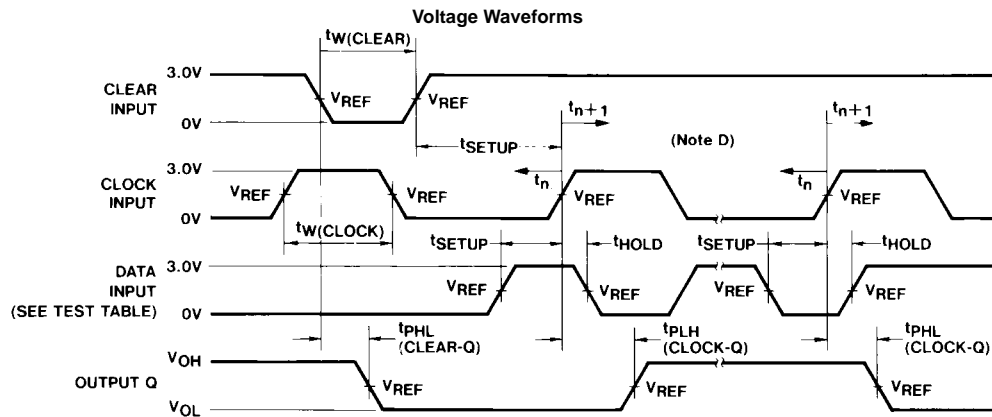 Voltage Waveforms
tW(CLEAR)
3.0V
CLEAR
INPUT
VREF
VREF
0V
tn+1
tn+1
tSETUP
(Note D)
3.0V
CLOCK
INPUT
VREF
VREF
tn
VREF
tn
VREF
0V
tW(CLOCK)
tSETUP
tHOLD
tSETUP
tHOLD
3.0V
DATA
INPUT
(SEE TEST TABLE)
VREF
VREF
VREF
VREF
0V
tPHL
(CLEAR-Q)
tPLH
(CLOCK-Q)
tPHL
(CLOCK-Q)
VOH
OUTPUT Q
VREF
VREF
VREF
VOL